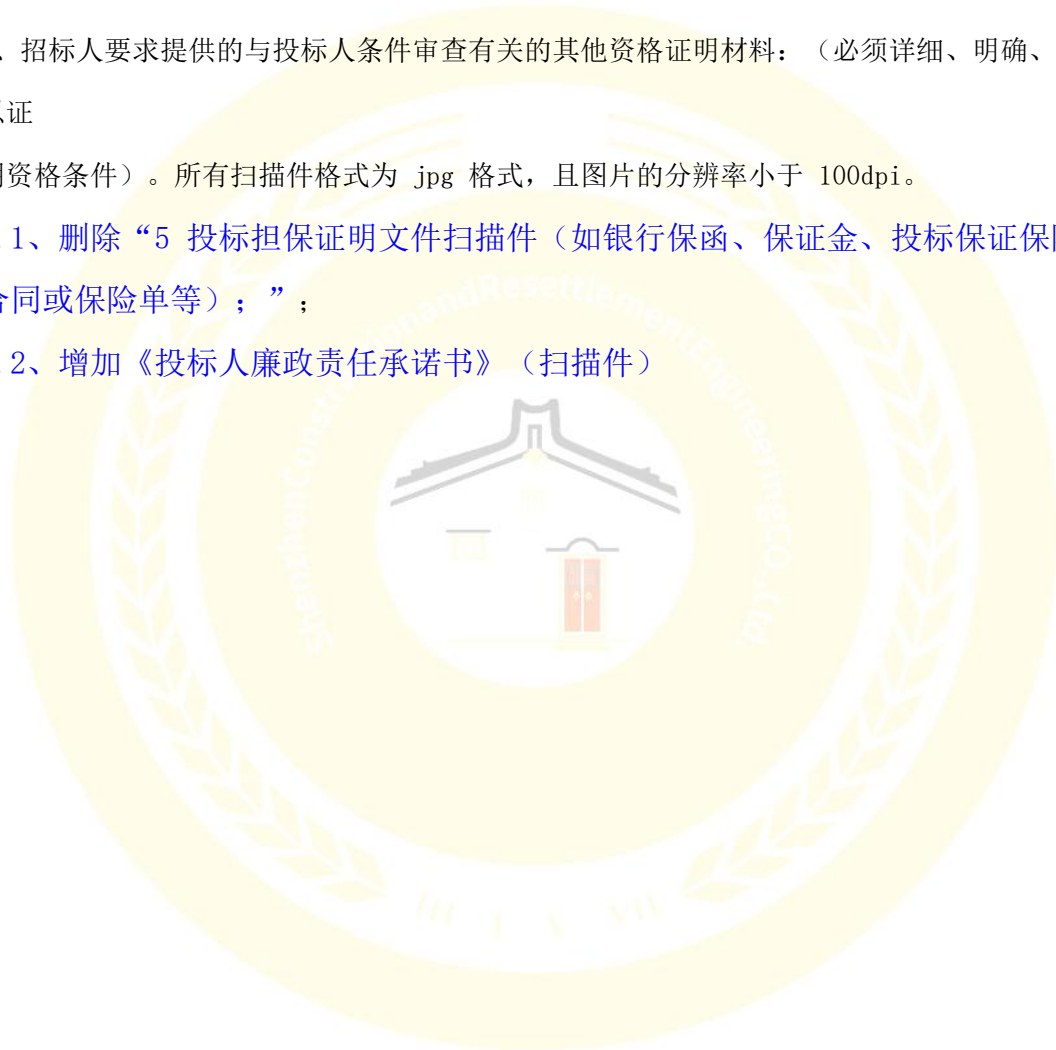 、招标人要求提供的与投标人条件审查有关的其他资格证明材料：（必须详细、明确、
证
资格条件）。所有扫描件格式为 jpg 格式，且图片的分辨率小于 100dpi。
1、删除“5 投标担保证明文件扫描件（如银行保函、保证金、投标保证保
合同或保险单等）；”；
2、增加《投标人廉政责任承诺书》（扫描件）